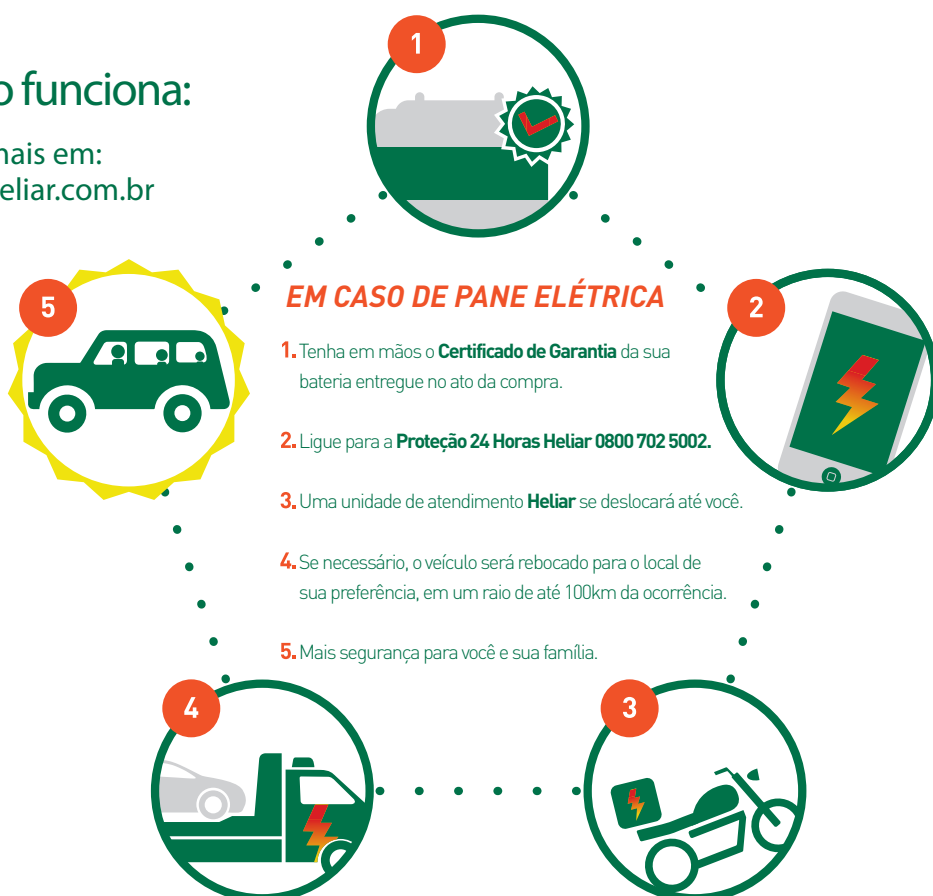 1
o funciona:
nais em:
eliar.com.br
5
2
EM CASO DE PANE ELÉTRICA
1. Tenha em mãos o Certificado de Garantia da sua
bateria entregue no ato da compra.
2. Ligue para a Proteção 24 Horas Heliar 0800 702 5002.
3. Uma unidade de atendimento Heliar se deslocará até você.
4. Se necessário, o veículo será rebocado para o local de
sua preferência, em um raio de até 100km da ocorrência.
5. Mais segurança para você e sua família.
4
3